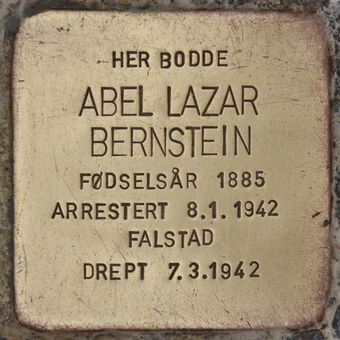 HER BODDE
ABEL LAZAR
BERNSTEIN
FØDSELSÅR 1885
ARRESTERT 8.1.1942
FALSTAD
DREPT 7.3.1942